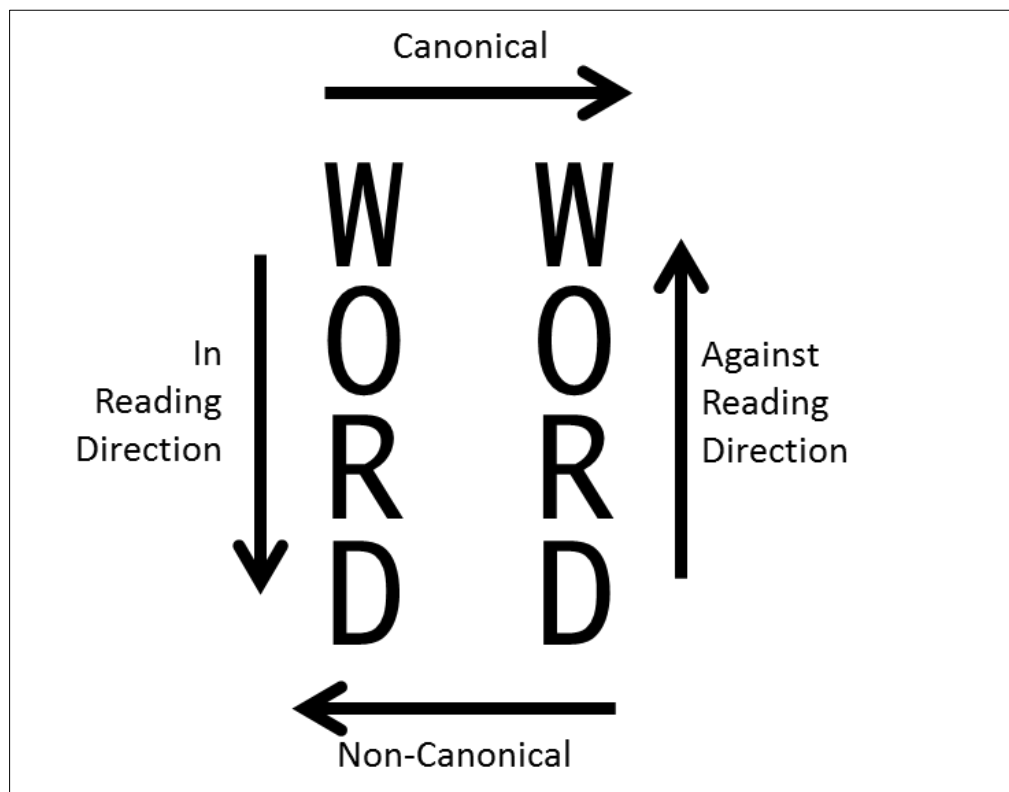 Canonical
W W
O O
R R
D D
In
Reading
Direction
Against
Reading
Direction
Non-Canonical